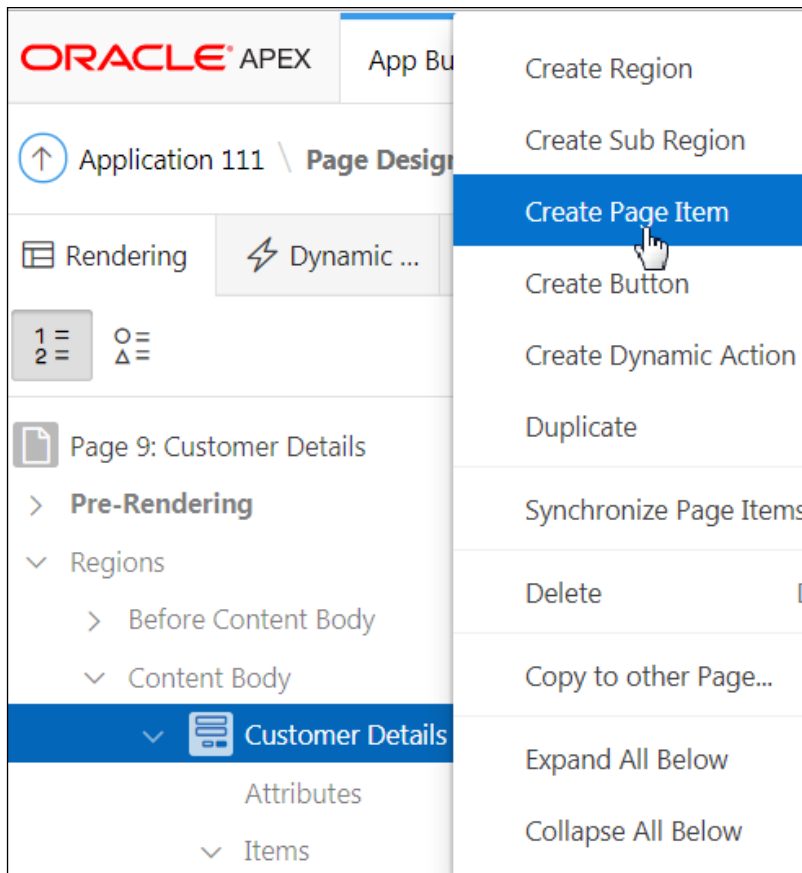 ORACLE® APEX App Bu
Application 111 \ Page Desig
Rendering Dynamic ...
1 =
2 =
Page 9: Customer Details
Pre-Rendering
Regions
Before Content Body
Content Body
Customer Details
Attributes
Items
Create Region
Create Sub Region
Create Page Item
Create Button
Create Dynamic Action
Duplicate
Synchronize Page Items
Delete
Copy to other Page...
Expand All Below
Collapse All Below